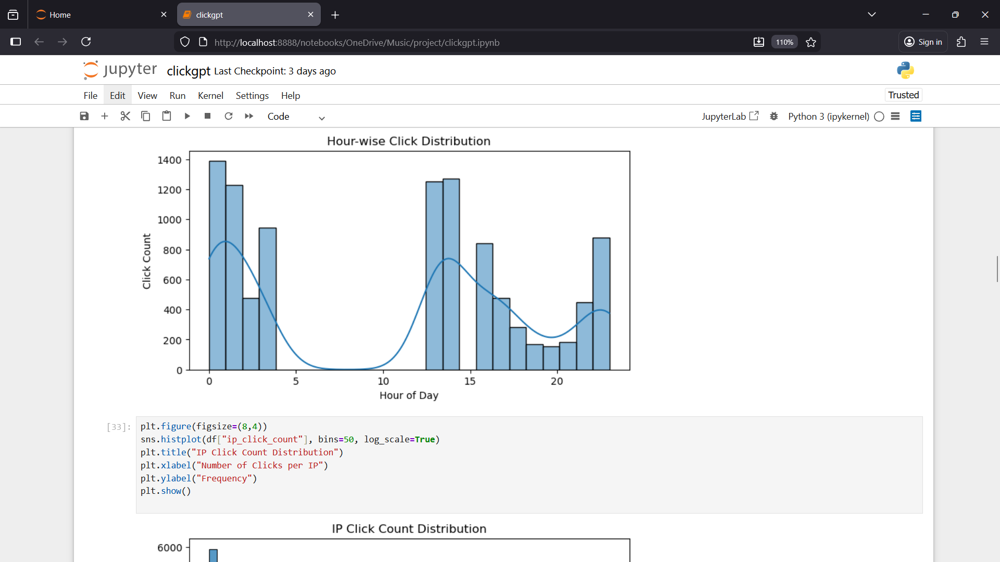 Home
clickgpt
http://localhost:8888/notebooks/OneDrive/Music/project/clickgpt.ipynb
110%
Sign in
jupyter clickgpt Last Checkpoint: 3 days ago
File Edit View Run Kernel Settings Help
Trusted
Code
JupyterLab
Python 3 (ipykernel)
Hour-wise Click Distribution
1400
1200
1000
800
600
400
200
0
Click Count
0 5 10 15 20
Hour of Day
[33]:
plt.figure(figsize=(8,4))
sns.histplot(df["ip_click_count"], bins=50, log_scale=True)
plt.title("IP Click Count Distribution")
plt.xlabel("Number of Clicks per IP")
plt.ylabel("Frequency")
plt.show()
IP Click Count Distribution
6000